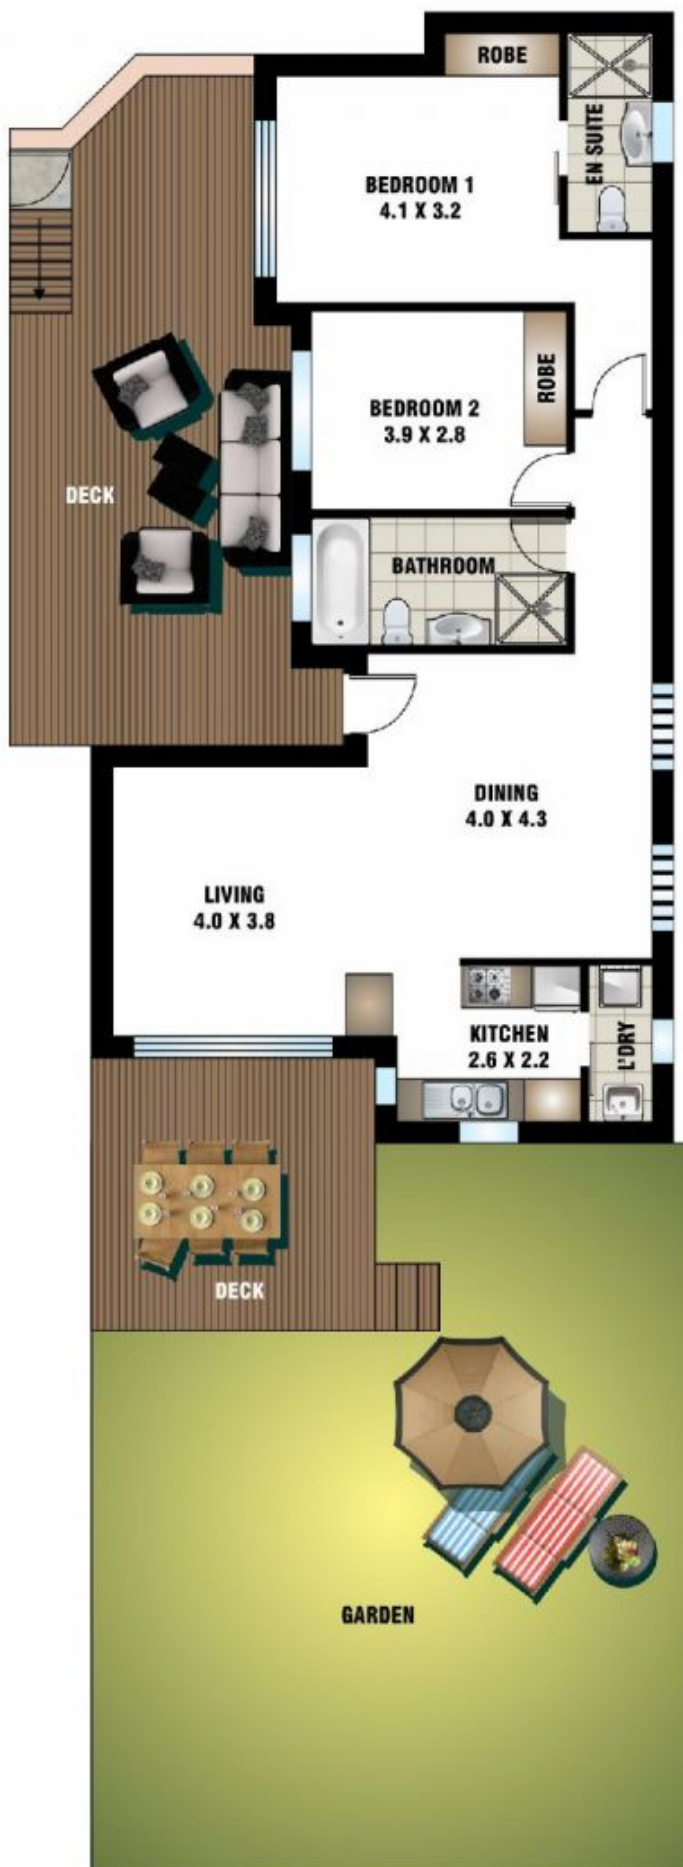 ROBE
EN SUITE
BEDROOM 1
4.1 X 3.2
BEDROOM 2
3.9 X 2.8
ROBE
DECK
BATHROOM
DINING
4.0 X 4.3
LIVING
4.0 X 3.8
KITCHEN
2.6 X 2.2
L'DRY
DECK
GARDEN